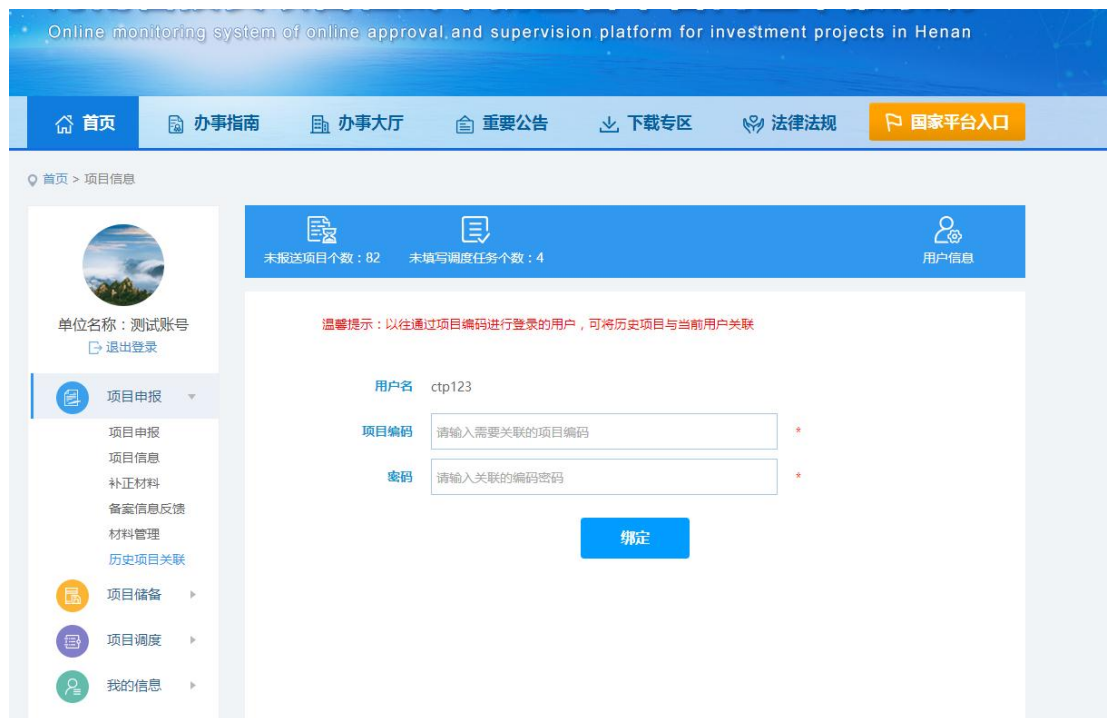 Online monitoring system of online approval and supervision platform for investment projects in Henan
首页 办事指南 办事大厅 重要公告 下载专区 法律法规 国家平台入口
首页 > 项目信息
未报送项目个数：82 未填写调度任务个数：4 用户信息
单位名称：测试账号
退出登录
温馨提示：以往通过项目编码进行登录的用户，可将历史项目与当前用户关联
用户名 ctp123
项目编码 请输入需要关联的项目编码 *
密码 请输入关联的编码密码 *
绑定
项目申报
项目申报
项目信息
补正材料
备案信息反馈
材料管理
历史项目关联
项目储备
项目调度
我的信息